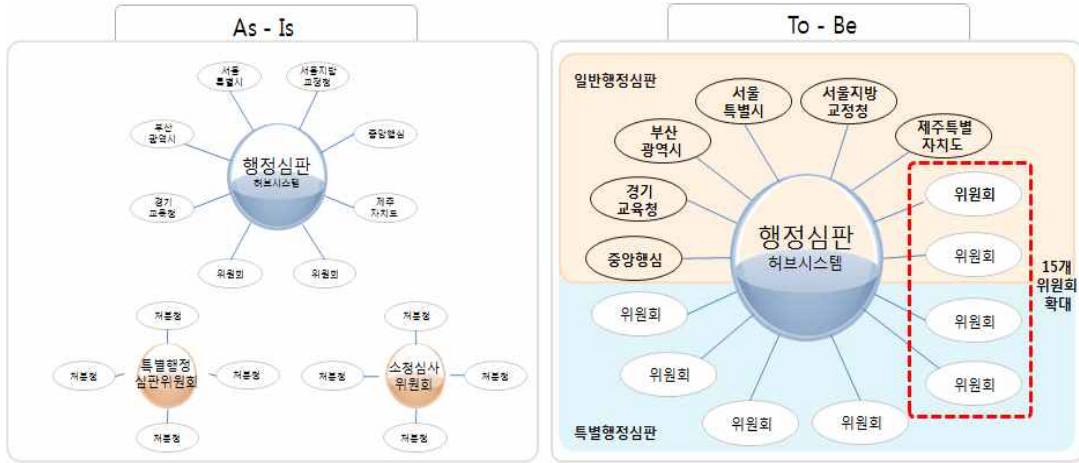 As - Is
서울
특별시
서울지방
교정청
부산
광역시
중앙행심
행정심판
허브시스템
경기
교육청
제주
자치도
위원회
위원회
처분청
처분청
특별행정
심판위원회
처분청
처분청
처분청
처분청
소청심사
위원회
처분청
처분청
To - Be
일반행정심판
서울
특별시
서울지방
교정청
부산
광역시
제주특별
자치도
경기
교육청
위원회
행정심판
허브시스템
중앙행심
위원회
15개
위원회
확대
위원회
위원회
위원회
위원회
위원회
위원회
특별행정심판